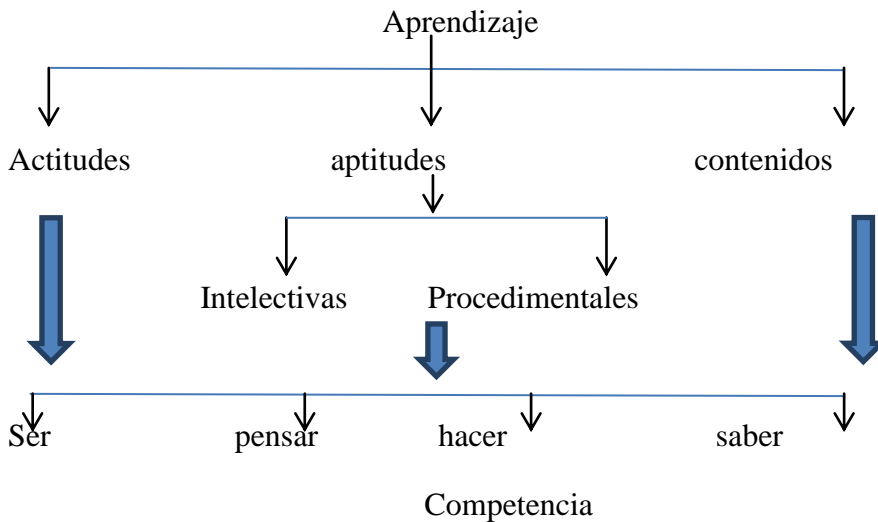 Aprendizaje
Actitudes aptitudes contenidos
Intelectivas Procedimentales
Ser pensar hacer saber
Competencia